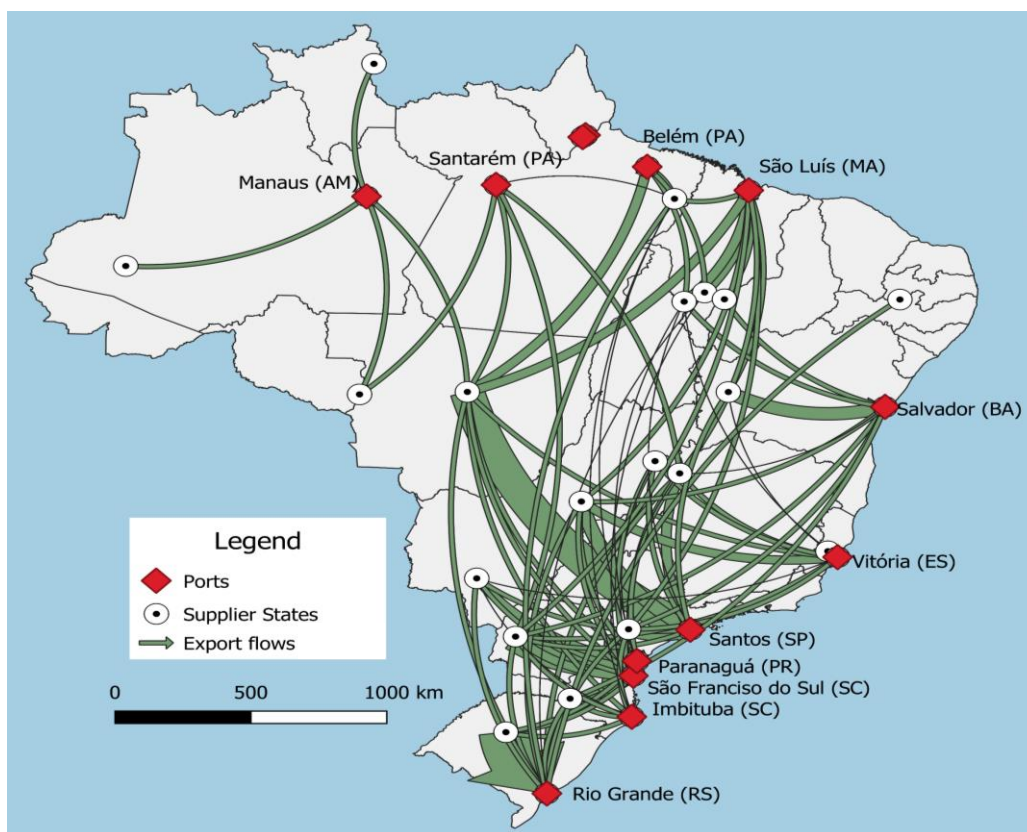 Belém (PA)
Santarém (PA)
São Luís (MA)
Manaus (AM)
Salvador (BA)
Legend
Ports
Supplier States
Export flows
0 500 1000 km
Vitória (ES)
Santos (SP)
Paranaguá (PR)
São Franciso do Sul (SC)
Imbituba (SC)
Rio Grande (RS)